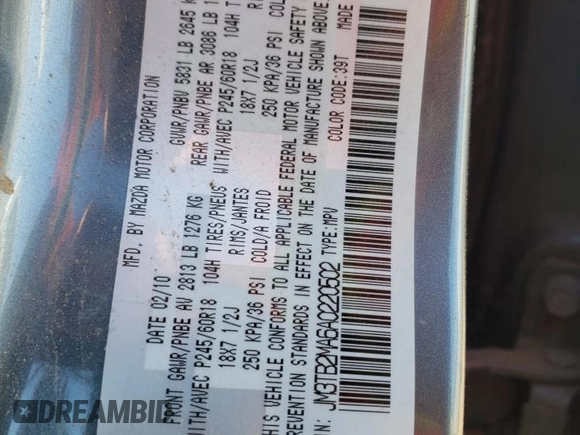 MFD. BY MAZDA MOTOR CORPORATION
DATE 02/10 GVWR/PNBV 5831 LB 2645 K
FRONT GAWR/PNBE AV 2813 LB 1276 KG REAR GAWR/PNBE AR 3086 LB 1
WITH/AVEC P245/60R18 104H TIRES/PNEUS WITH/AVEC P245/60R18 104H T
18X7 1/2J RIMS/JANTES 18X7 1/2J RI
250 KPA/36 PSI COLD/A FROID 250 KPA/36 PSI COLD
THIS VEHICLE CONFORMS TO ALL APPLICABLE FEDERAL MOTOR VEHICLE SAFETY
PREVENTION STANDARDS IN EFFECT ON THE DATE OF MANUFACTURE SHOWN ABOVE.
IN: JM3TB2MA6A0220502 TYPE:MPV COLOR CODE:39T MADE
DREAMBID